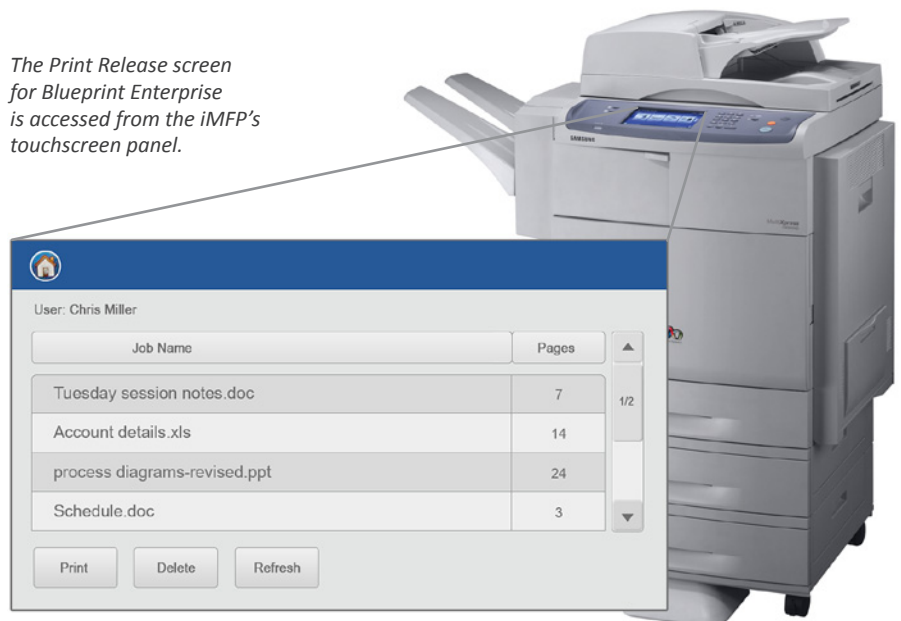 The Print Release screen
for Blueprint Enterprise
is accessed from the iMFP's
touchscreen panel.
SAMSUNG
User: Chris Miller
Job Name Pages
Tuesday session notes.doc 7
1/2
Account details.xls 14
process diagrams-revised.ppt 24
Schedule.doc 3
Print Delete Refresh